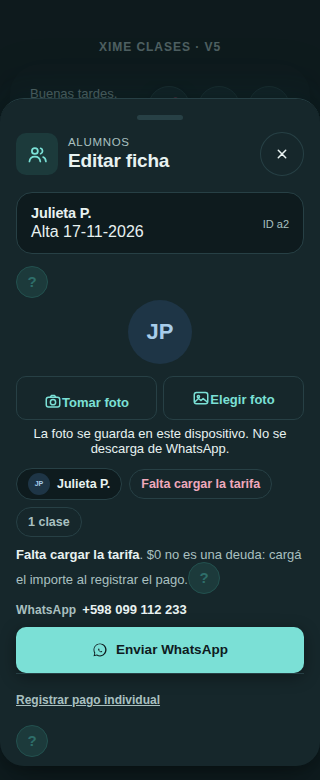 XIME CLASES · V5
Buenas tardes,
ALUMNOS
Editar ficha
×
Julieta P.
Alta 17-11-2026
ID a2
?
JP
Tomar foto
Elegir foto
La foto se guarda en este dispositivo. No se
descarga de WhatsApp.
JP Julieta P.
Falta cargar la tarifa
1 clase
Falta cargar la tarifa. $0 no es una deuda: cargá
el importe al registrar el pago. ?
WhatsApp +598 099 112 233
Enviar WhatsApp
Registrar pago individual
?